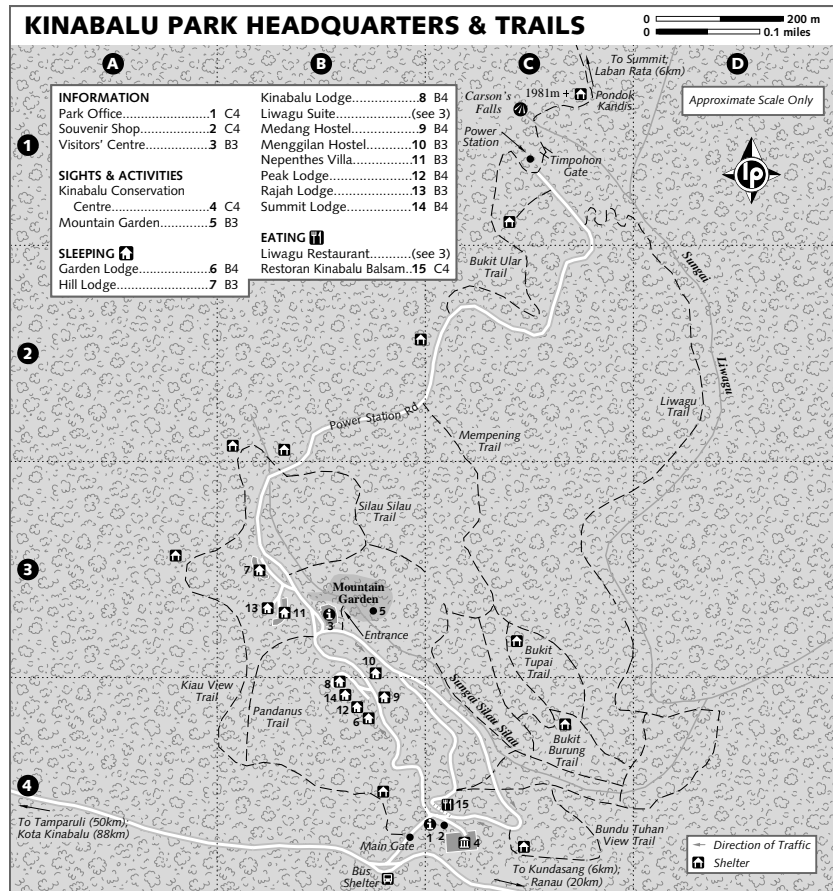 KINABALU PARK HEADQUARTERS & TRAILS
0 200 m
0 0.1 miles
A
B
C
D
1
2
3
4
INFORMATION
Park Office..................1 C4
Souvenir Shop..............2 C4
Visitors' Centre............3 B3
SIGHTS & ACTIVITIES
Kinabalu Conservation
Centre.......................4 C4
Mountain Garden..........5 B3
SLEEPING
Garden Lodge...............6 B4
Hill Lodge....................7 B3
Kinabalu Lodge.............8 B4
Liwagu Suite...............(see 3)
Medang Hostel.............9 B4
Menggilan Hostel.........10 B3
Nepenthes Villa............11 B3
Peak Lodge.................12 B4
Rajah Lodge................13 B3
Summit Lodge.............14 B4
EATING
Liwagu Restaurant.........(see 3)
Restoran Kinabalu Balsam..15 C4
To Summit;
Laban Rata (6km)
1981m +
Pondok
Kandis
Carson's
Falls
Power
Station
Timpohon
Gate
Approximate Scale Only
lp
Bukit Ular
Trail
Sungai
Liwagu
Liwagu
Trail
Power Station Rd
Mempening
Trail
Silau Silau
Trail
7
13
11
Mountain
Garden
5
3
Entrance
10
8
14
12
6
9
Kiau View
Trail
Pandanus
Trail
Sungai Silau Silau
Bukit
Tupai
Trail
Bukit
Burung
Trail
15
1
2
4
Main Gate
Bus
Shelter
To Tamparuli (50km);
Kota Kinabalu (88km)
To Kundasang (6km);
Ranau (20km)
Bundu Tuhan
View Trail
Direction of Traffic
Shelter